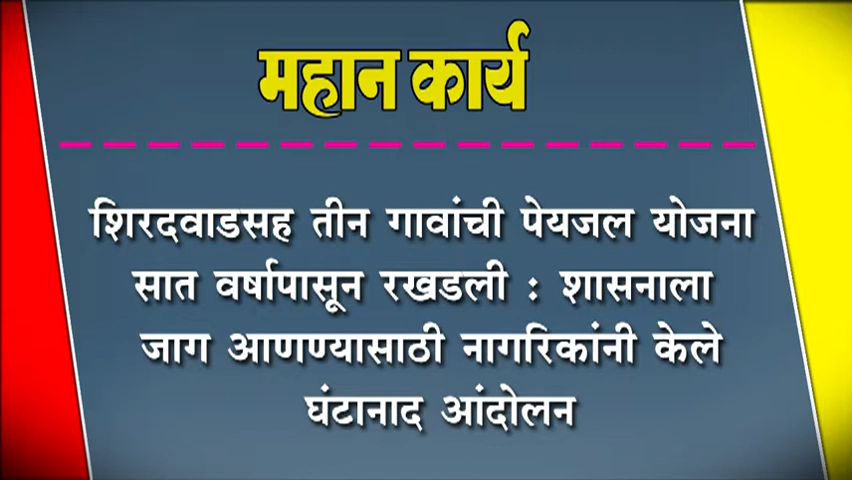 महान कार्य
शिरदवाडसह तीन गावांची पेयजल योजना
सात वर्षापासून रखडली : शासनाला
जाग आणण्यासाठी नागरिकांनी केले
घंटानाद आंदोलन